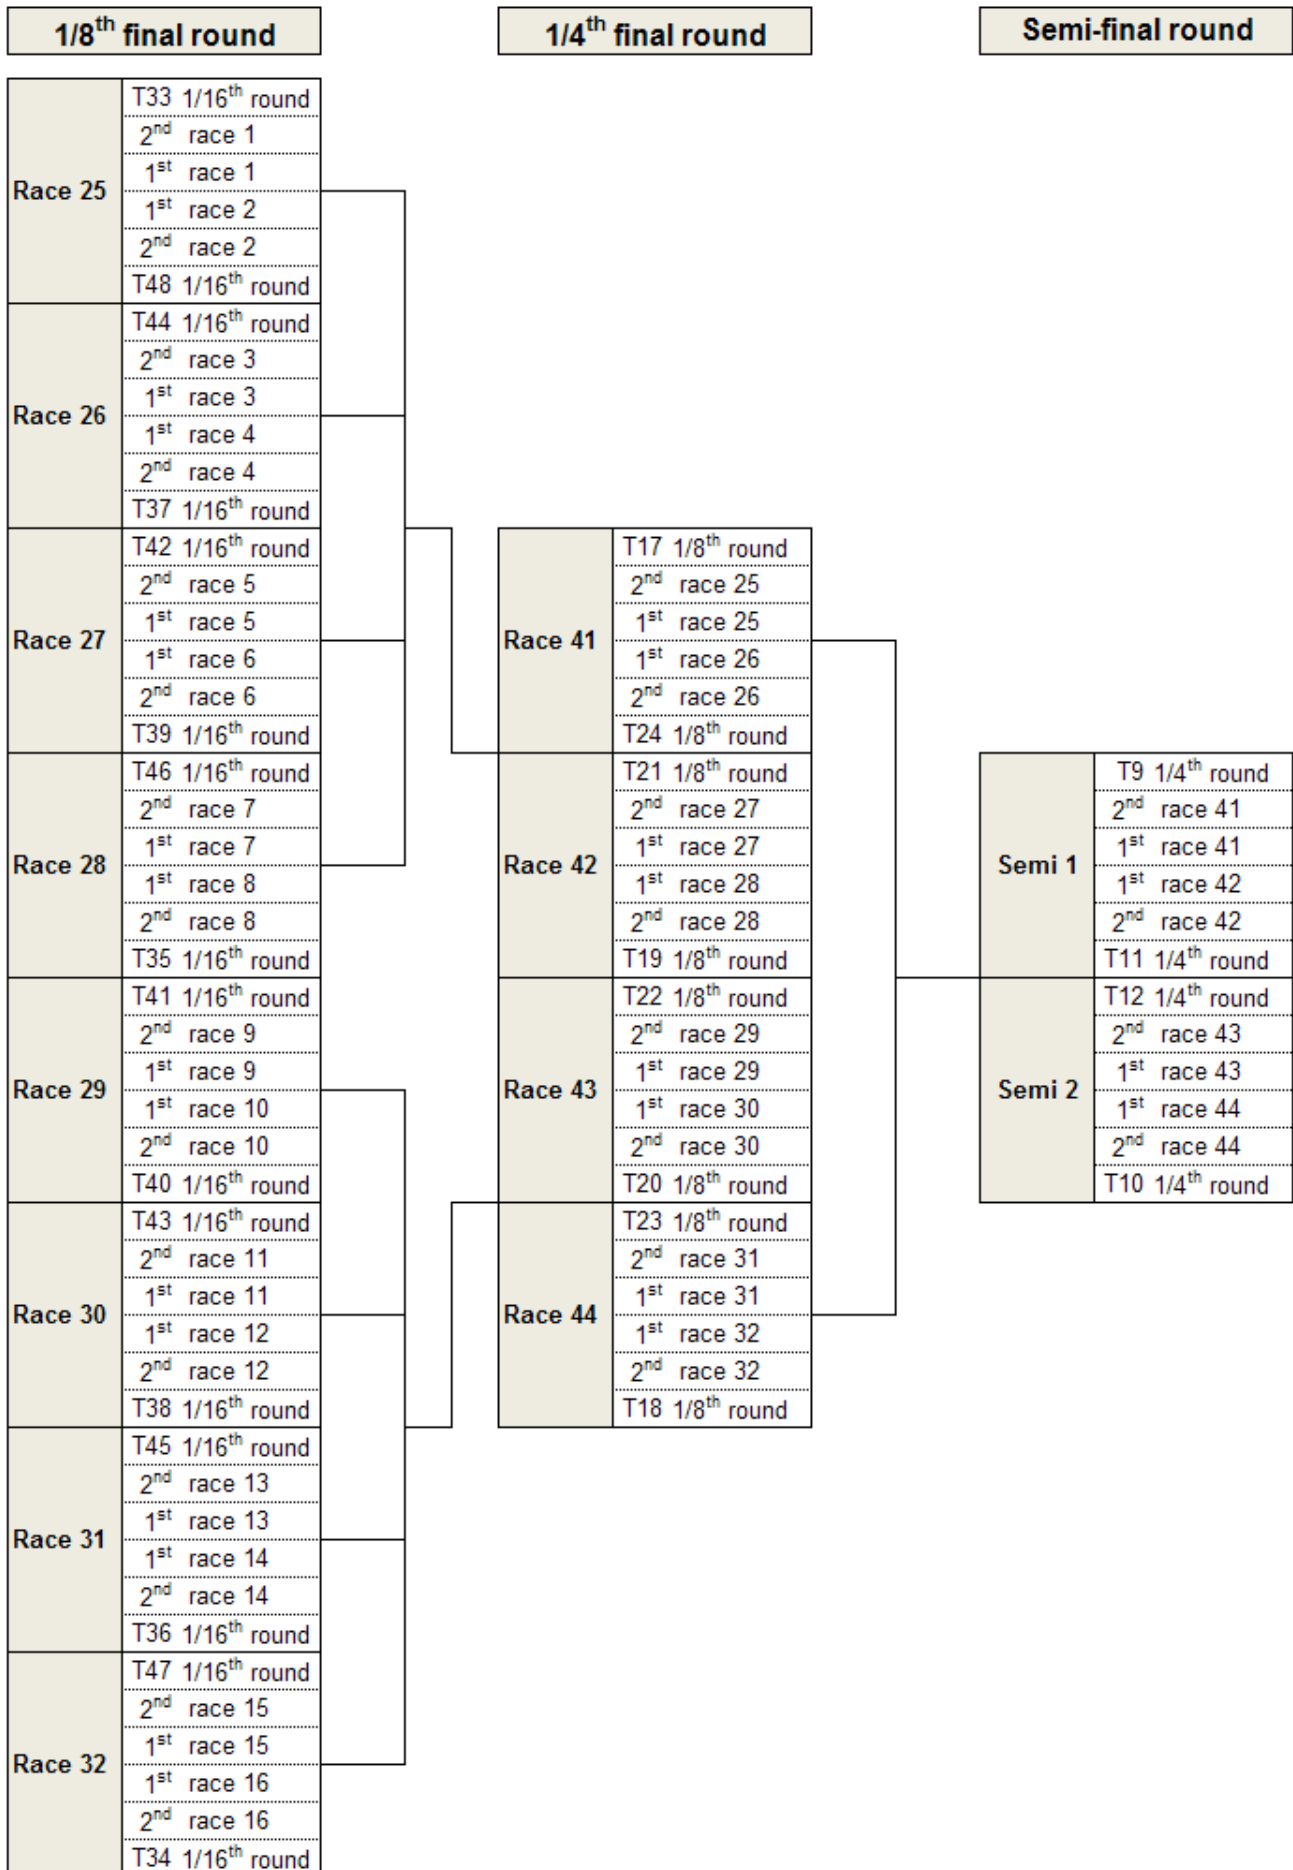 1/8th final round
1/4th final round
Semi-final round
Race 25
T33 1/16th round
2nd race 1
1st race 1
1st race 2
2nd race 2
T48 1/16th round
Race 26
T44 1/16th round
2nd race 3
1st race 3
1st race 4
2nd race 4
T37 1/16th round
Race 27
T42 1/16th round
2nd race 5
1st race 5
1st race 6
2nd race 6
T39 1/16th round
Race 28
T46 1/16th round
2nd race 7
1st race 7
1st race 8
2nd race 8
T35 1/16th round
Race 29
T41 1/16th round
2nd race 9
1st race 9
1st race 10
2nd race 10
T40 1/16th round
Race 30
T43 1/16th round
2nd race 11
1st race 11
1st race 12
2nd race 12
T38 1/16th round
Race 31
T45 1/16th round
2nd race 13
1st race 13
1st race 14
2nd race 14
T36 1/16th round
Race 32
T47 1/16th round
2nd race 15
1st race 15
1st race 16
2nd race 16
T34 1/16th round
Race 41
T17 1/8th round
2nd race 25
1st race 25
1st race 26
2nd race 26
T24 1/8th round
Race 42
T21 1/8th round
2nd race 27
1st race 27
1st race 28
2nd race 28
T19 1/8th round
Race 43
T22 1/8th round
2nd race 29
1st race 29
1st race 30
2nd race 30
T20 1/8th round
Race 44
T23 1/8th round
2nd race 31
1st race 31
1st race 32
2nd race 32
T18 1/8th round
Semi 1
T9 1/4th round
2nd race 41
1st race 41
1st race 42
2nd race 42
T11 1/4th round
Semi 2
T12 1/4th round
2nd race 43
1st race 43
1st race 44
2nd race 44
T10 1/4th round